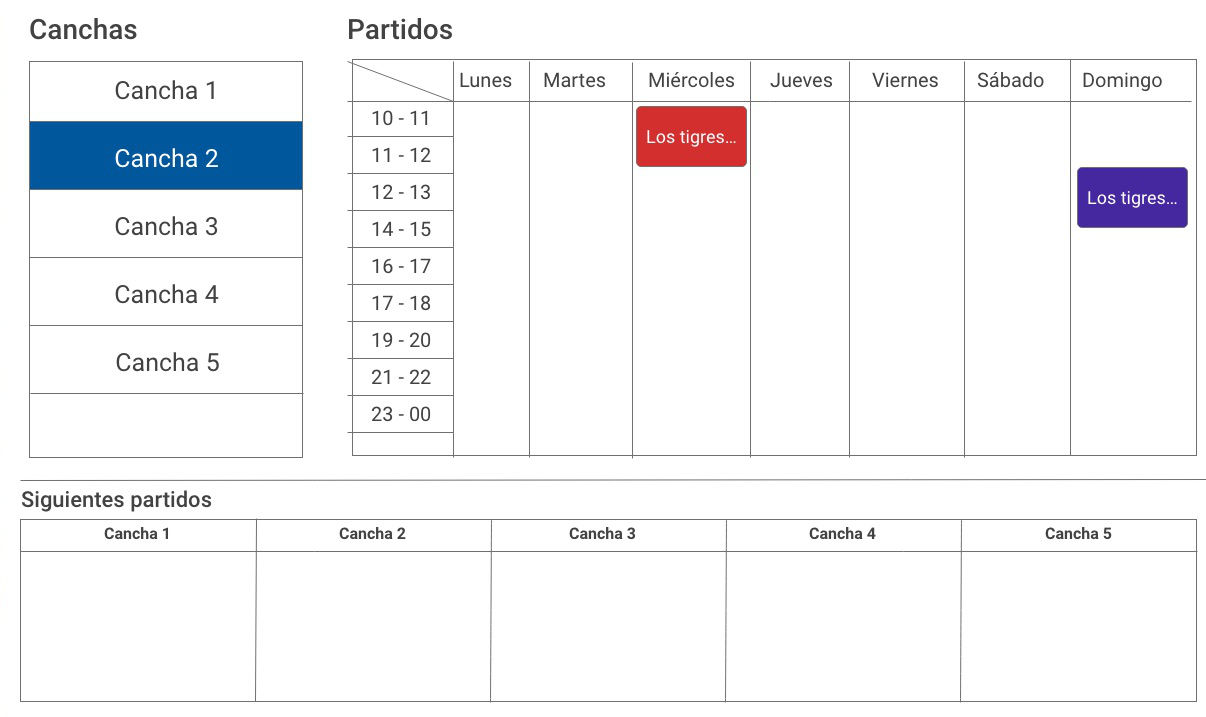 Canchas
Cancha 1
Cancha 2
Cancha 3
Cancha 4
Cancha 5
Partidos
Lunes Martes Miércoles Jueves Viernes Sábado Domingo
10 - 11
Los tigres...
11 - 12
12 - 13
Los tigres...
14 - 15
16 - 17
17 - 18
19 - 20
21 - 22
23 - 00
Siguientes partidos
Cancha 1 Cancha 2 Cancha 3 Cancha 4 Cancha 5